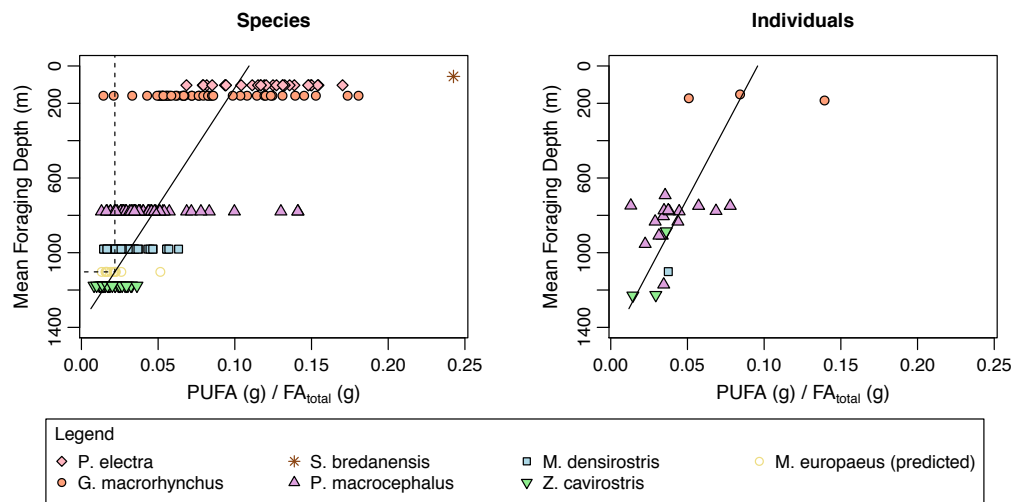 Species
Individuals
Mean Foraging Depth (m)
0
200
600
1000
1400
0.00 0.05 0.10 0.15 0.20 0.25
PUFA (g) / FAtotal (g)
Mean Foraging Depth (m)
0
200
600
1000
1400
0.00 0.05 0.10 0.15 0.20 0.25
PUFA (g) / FAtotal (g)
Legend
P. electra
S. bredanensis
M. densirostris
M. europaeus (predicted)
G. macrorhynchus
P. macrocephalus
Z. cavirostris